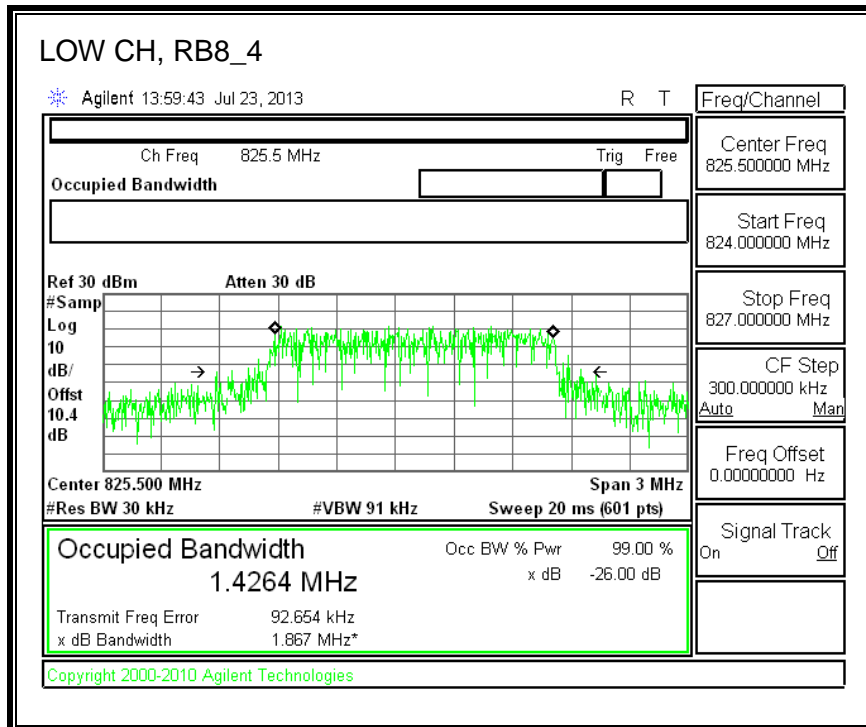 LOW CH, RB8_4
Agilent 13:59:43 Jul 23, 2013 R T
Freq/Channel
Ch Freq 825.5 MHz Trig Free
Occupied Bandwidth
Center Freq
825.500000 MHz
Start Freq
824.000000 MHz
Ref 30 dBm Atten 30 dB
#Samp
Log
10
dB/
Offst
10.4
dB
Stop Freq
827.000000 MHz
CF Step
300.000000 kHz
Auto Man
Freq Offset
0.00000000 Hz
Center 825.500 MHz Span 3 MHz
#Res BW 30 kHz #VBW 91 kHz Sweep 20 ms (601 pts)
Signal Track
On Off
Occupied Bandwidth Occ BW % Pwr 99.00 %
1.4264 MHz x dB -26.00 dB
Transmit Freq Error 92.654 kHz
x dB Bandwidth 1.867 MHz*
Copyright 2000-2010 Agilent Technologies